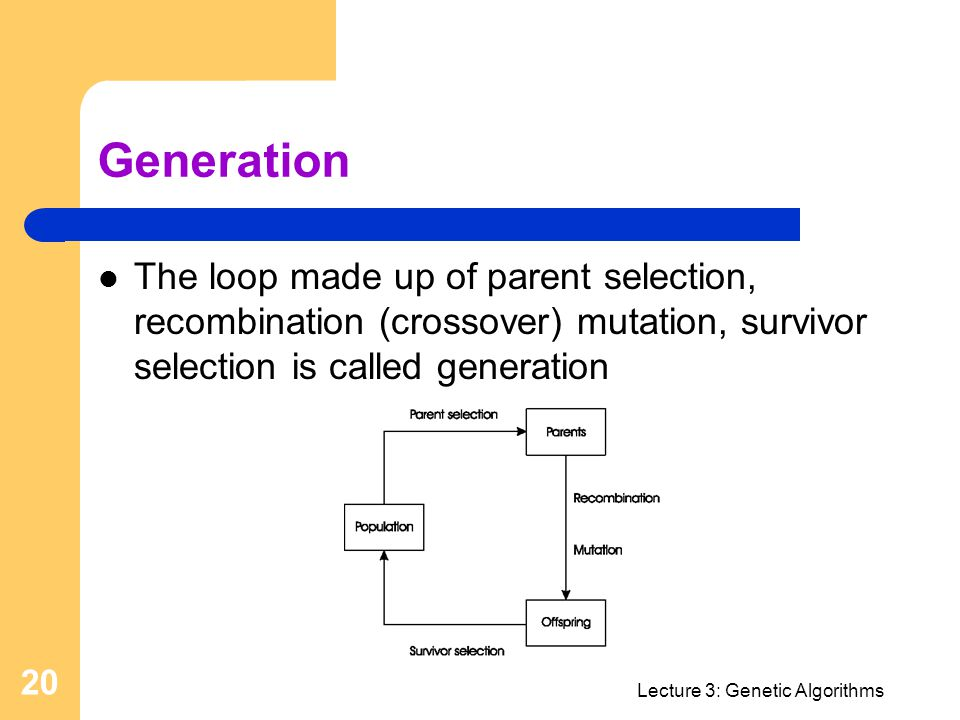 Generation
The loop made up of parent selection,
recombination (crossover) mutation, survivor
selection is called generation
Parent selection
Parents
Recombination
Population
Mutation
Offspring
Survivor selection
20
Lecture 3: Genetic Algorithms